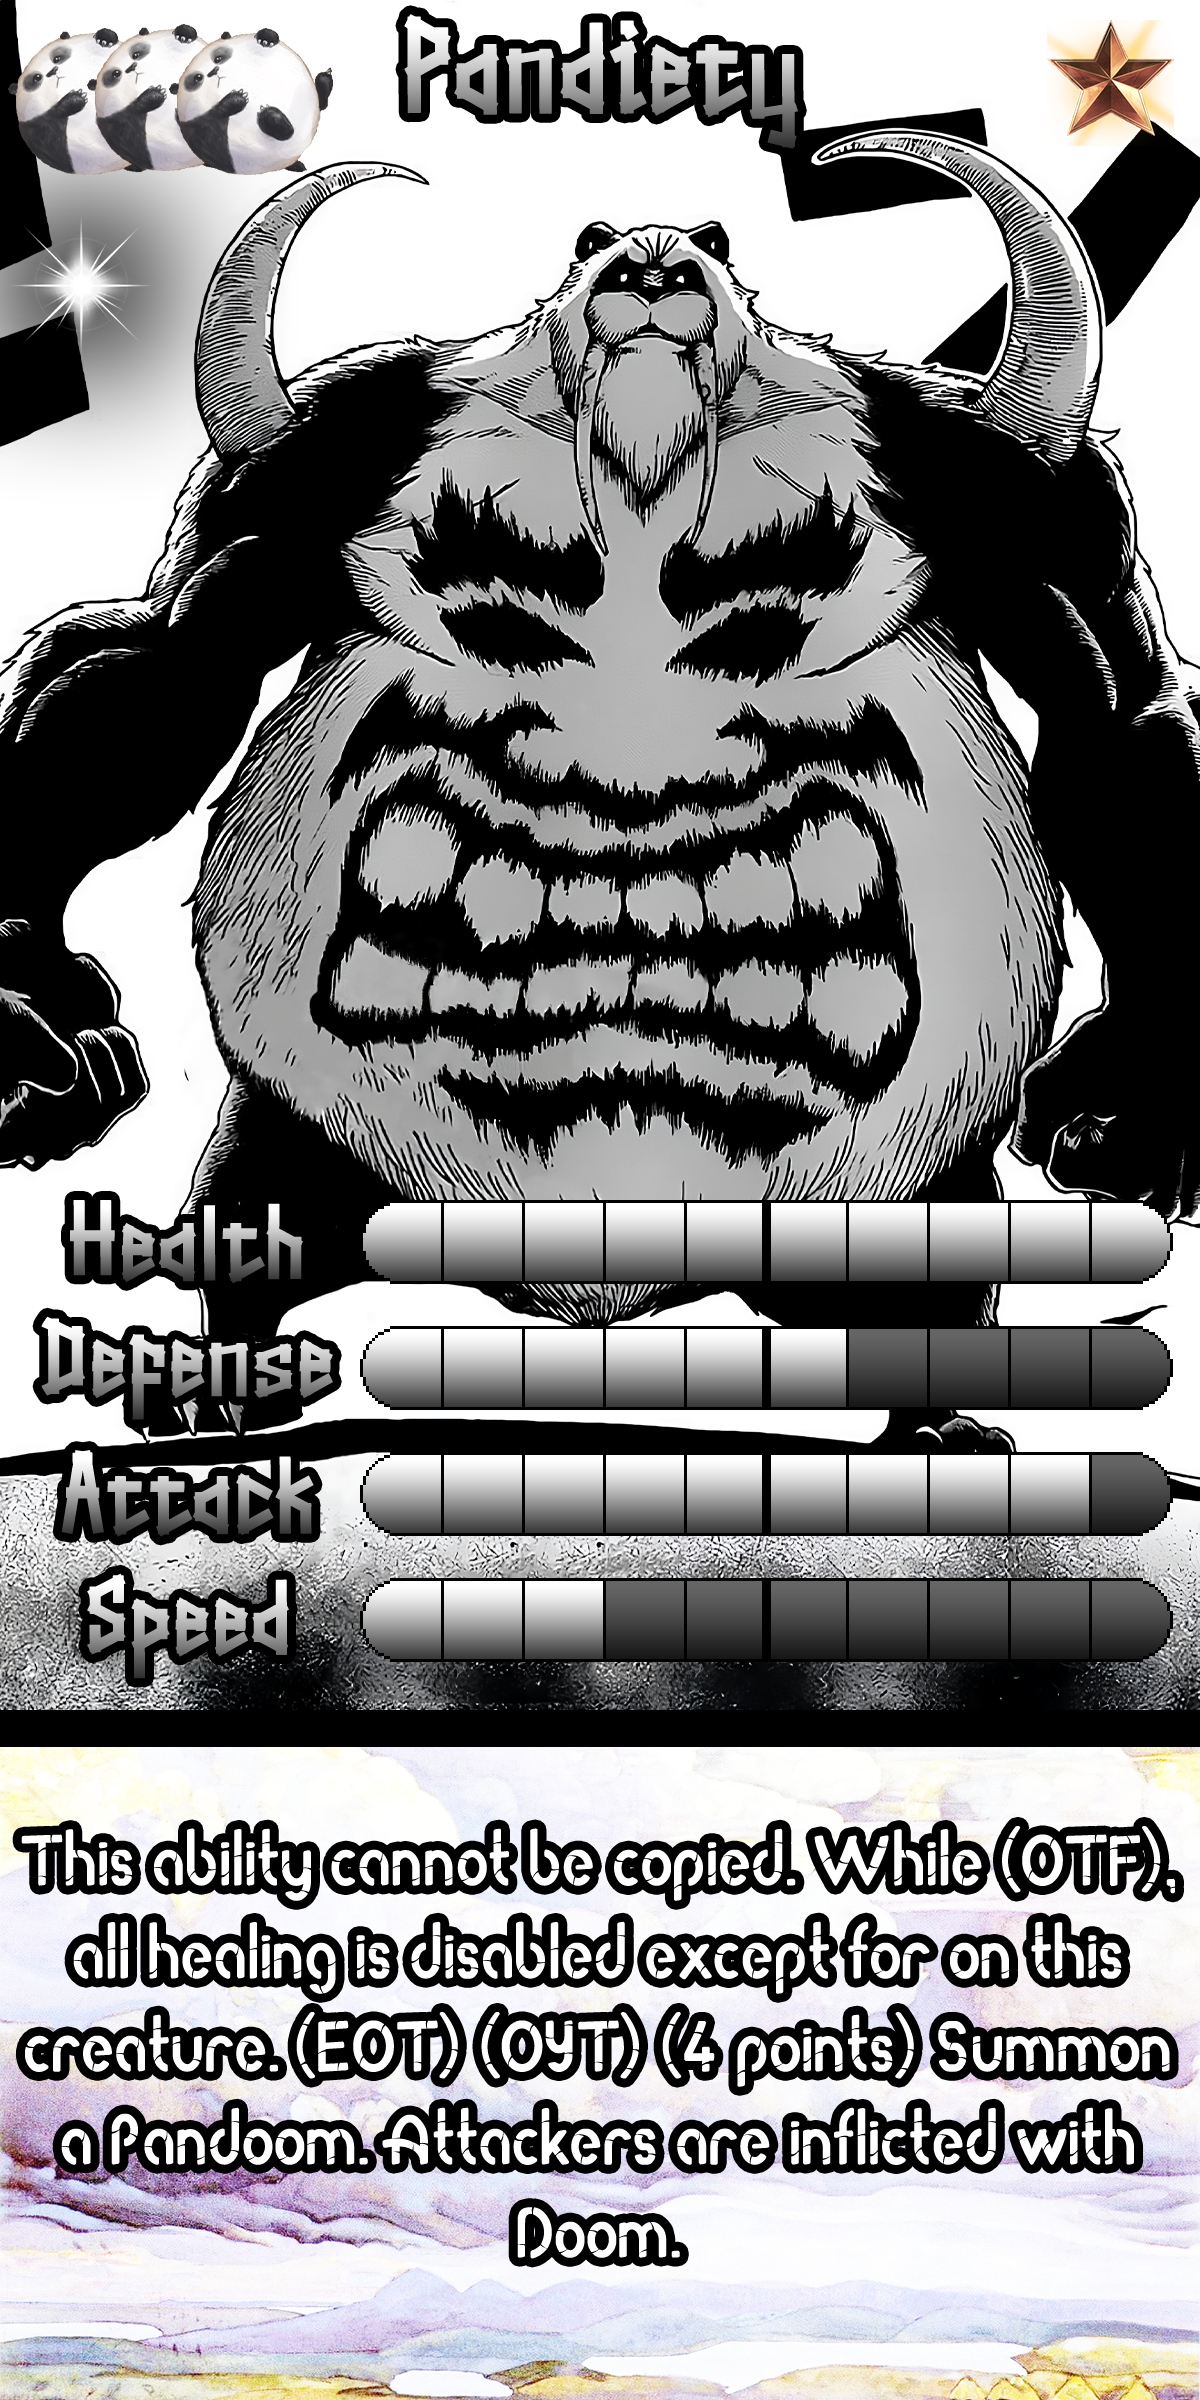 Pandiety
Health
Defense
Attack
Speed
This ability cannot be copied. While (OTF),
all healing is disabled except for on this
creature. (EOT) (OYT) (4 points) Summon
a Pandoom. Attackers are inflicted with
Doom.